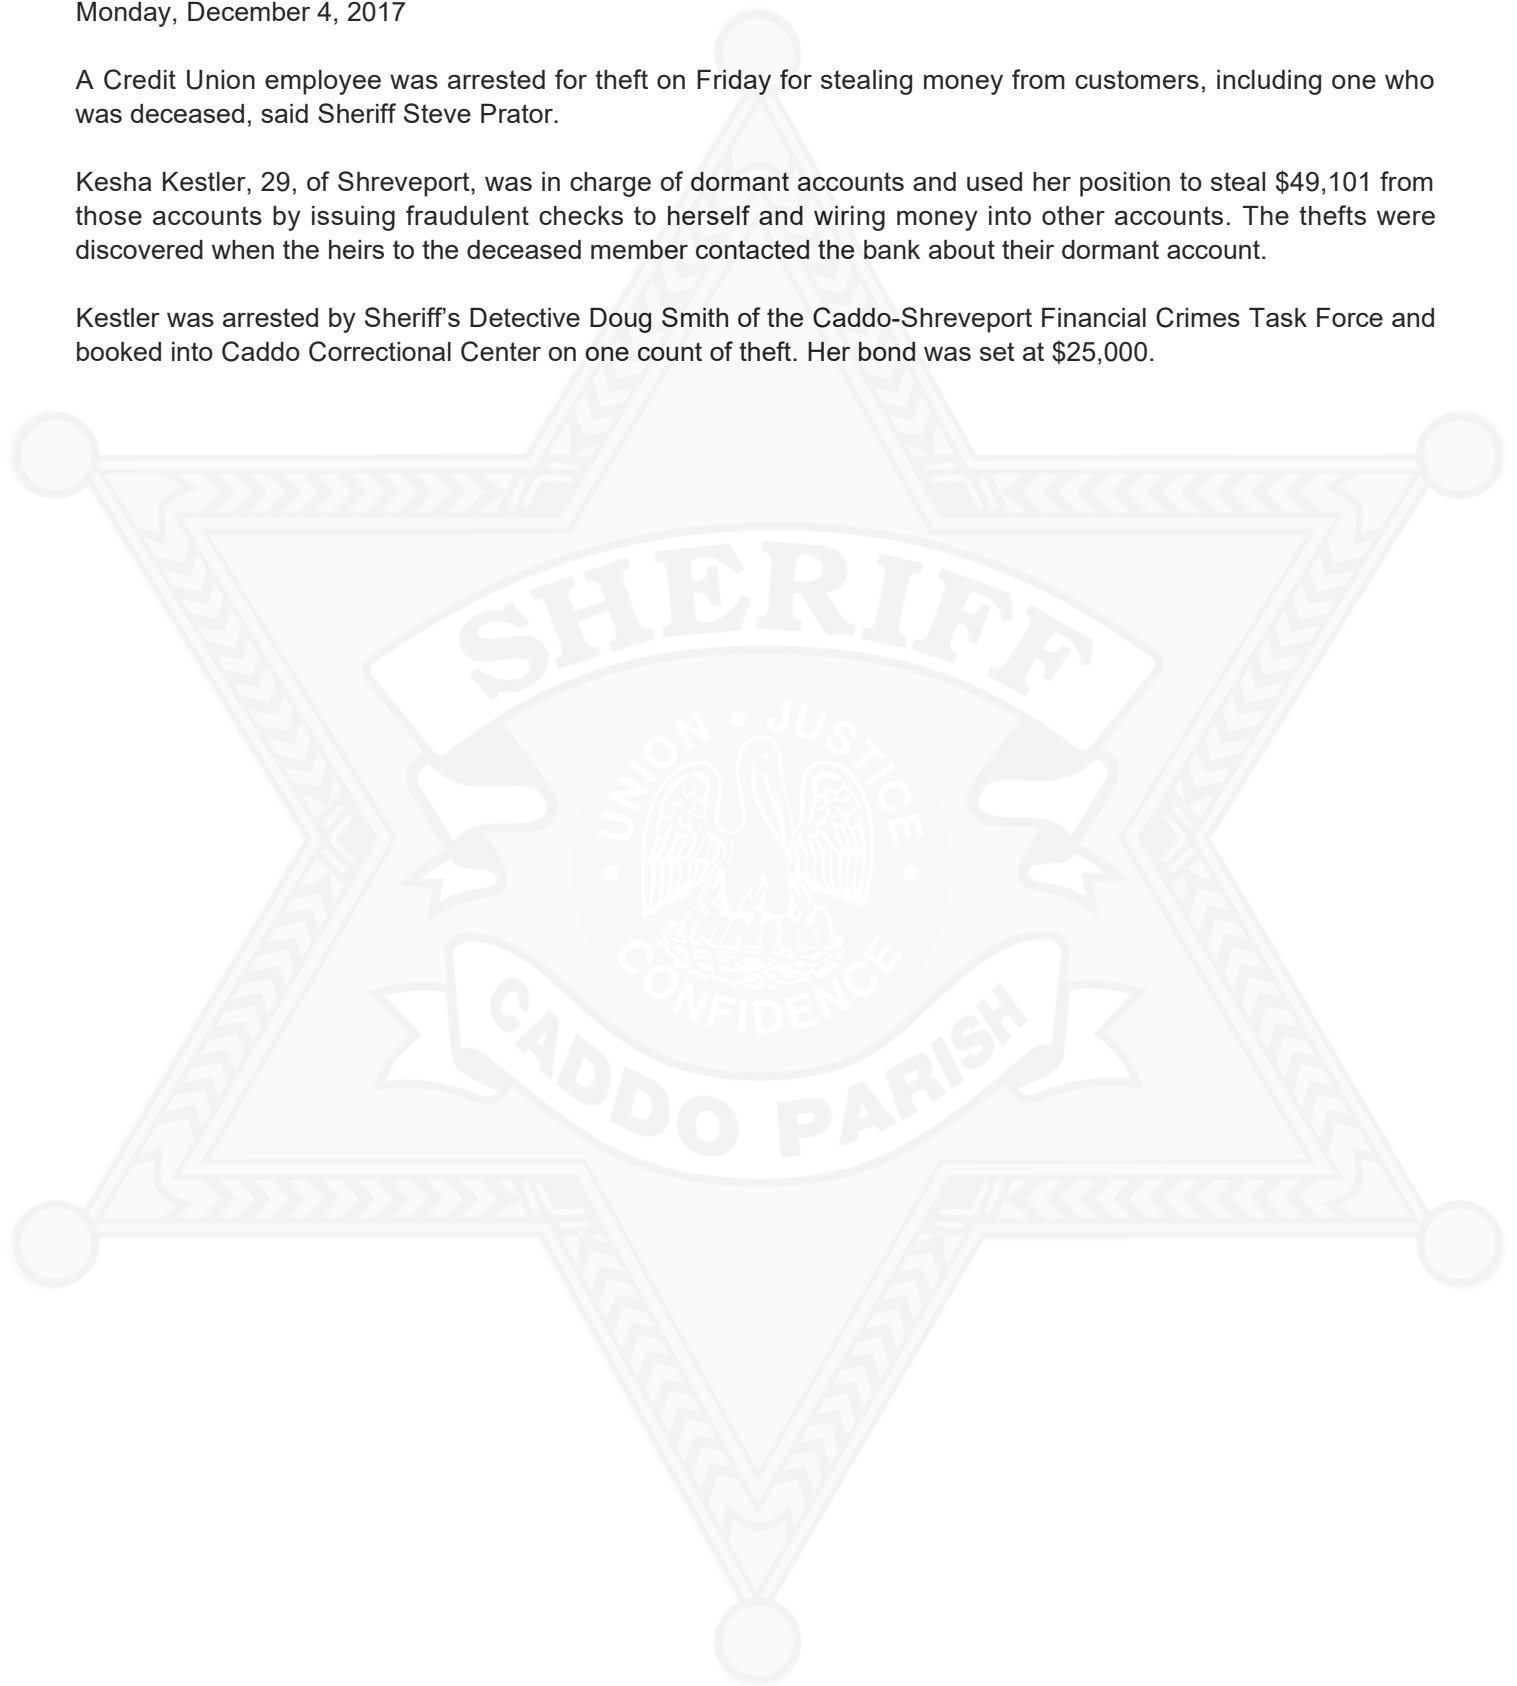 Monday, December 4, 2017
A Credit Union employee was arrested for theft on Friday for stealing money from customers, including one who
was deceased, said Sheriff Steve Prator.
Kesha Kestler, 29, of Shreveport, was in charge of dormant accounts and used her position to steal $49,101 from
those accounts by issuing fraudulent checks to herself and wiring money into other accounts. The thefts were
discovered when the heirs to the deceased member contacted the bank about their dormant account.
Kestler was arrested by Sheriff’s Detective Doug Smith of the Caddo-Shreveport Financial Crimes Task Force and
booked into Caddo Correctional Center on one count of theft. Her bond was set at $25,000.
SHERIFF
UNION • JUSTICE
• CONFIDENCE •
CADDO PARISH